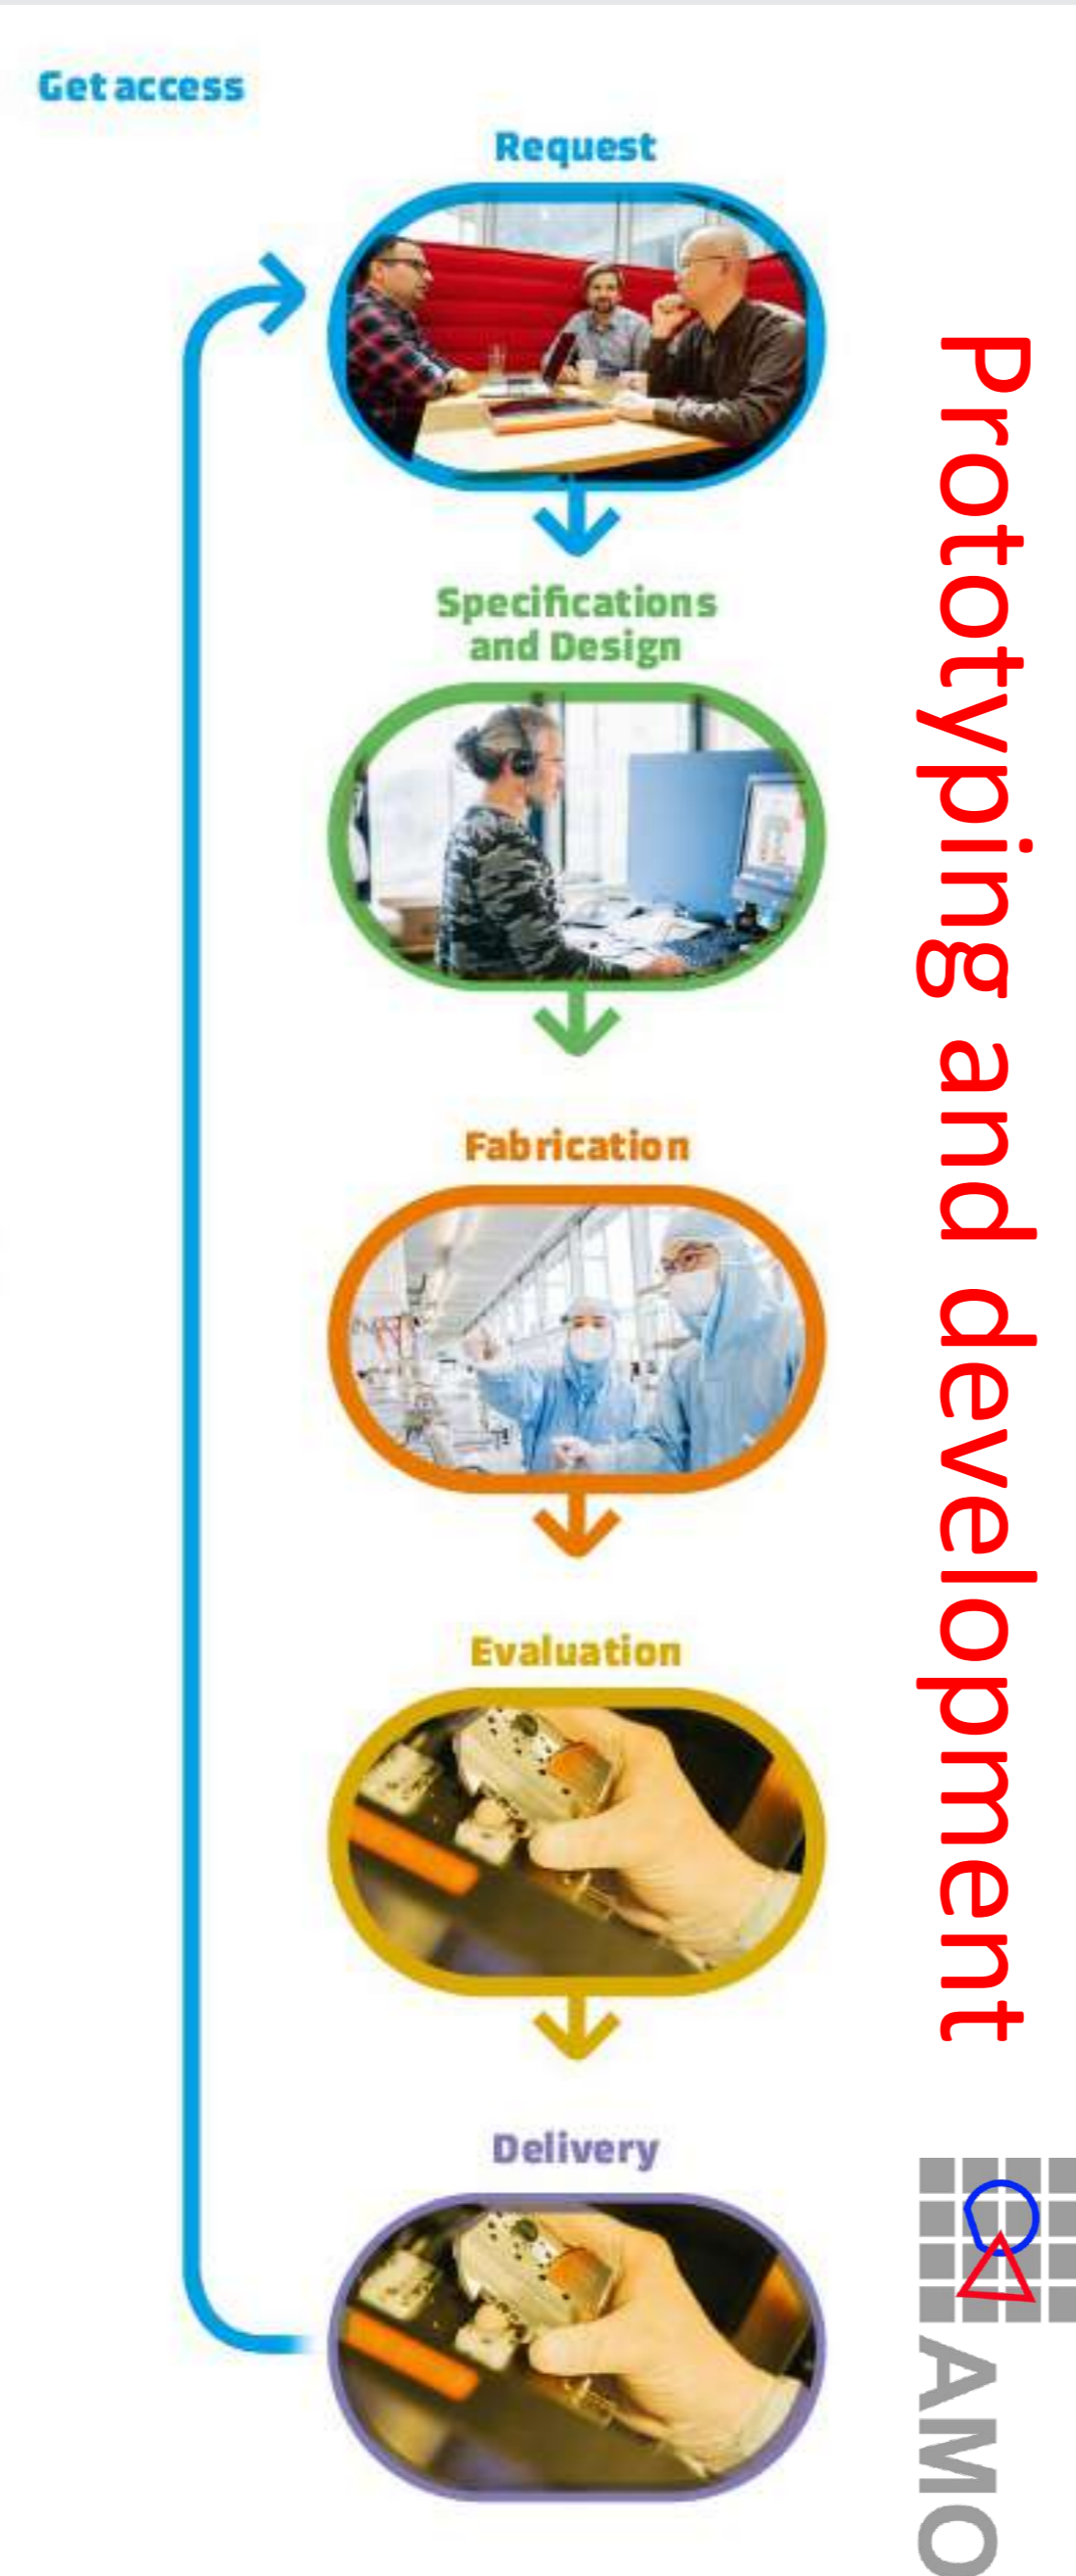 Get access
Request
Specifications
and Design
Fabrication
Evaluation
Delivery
Prototyping and development
AMO